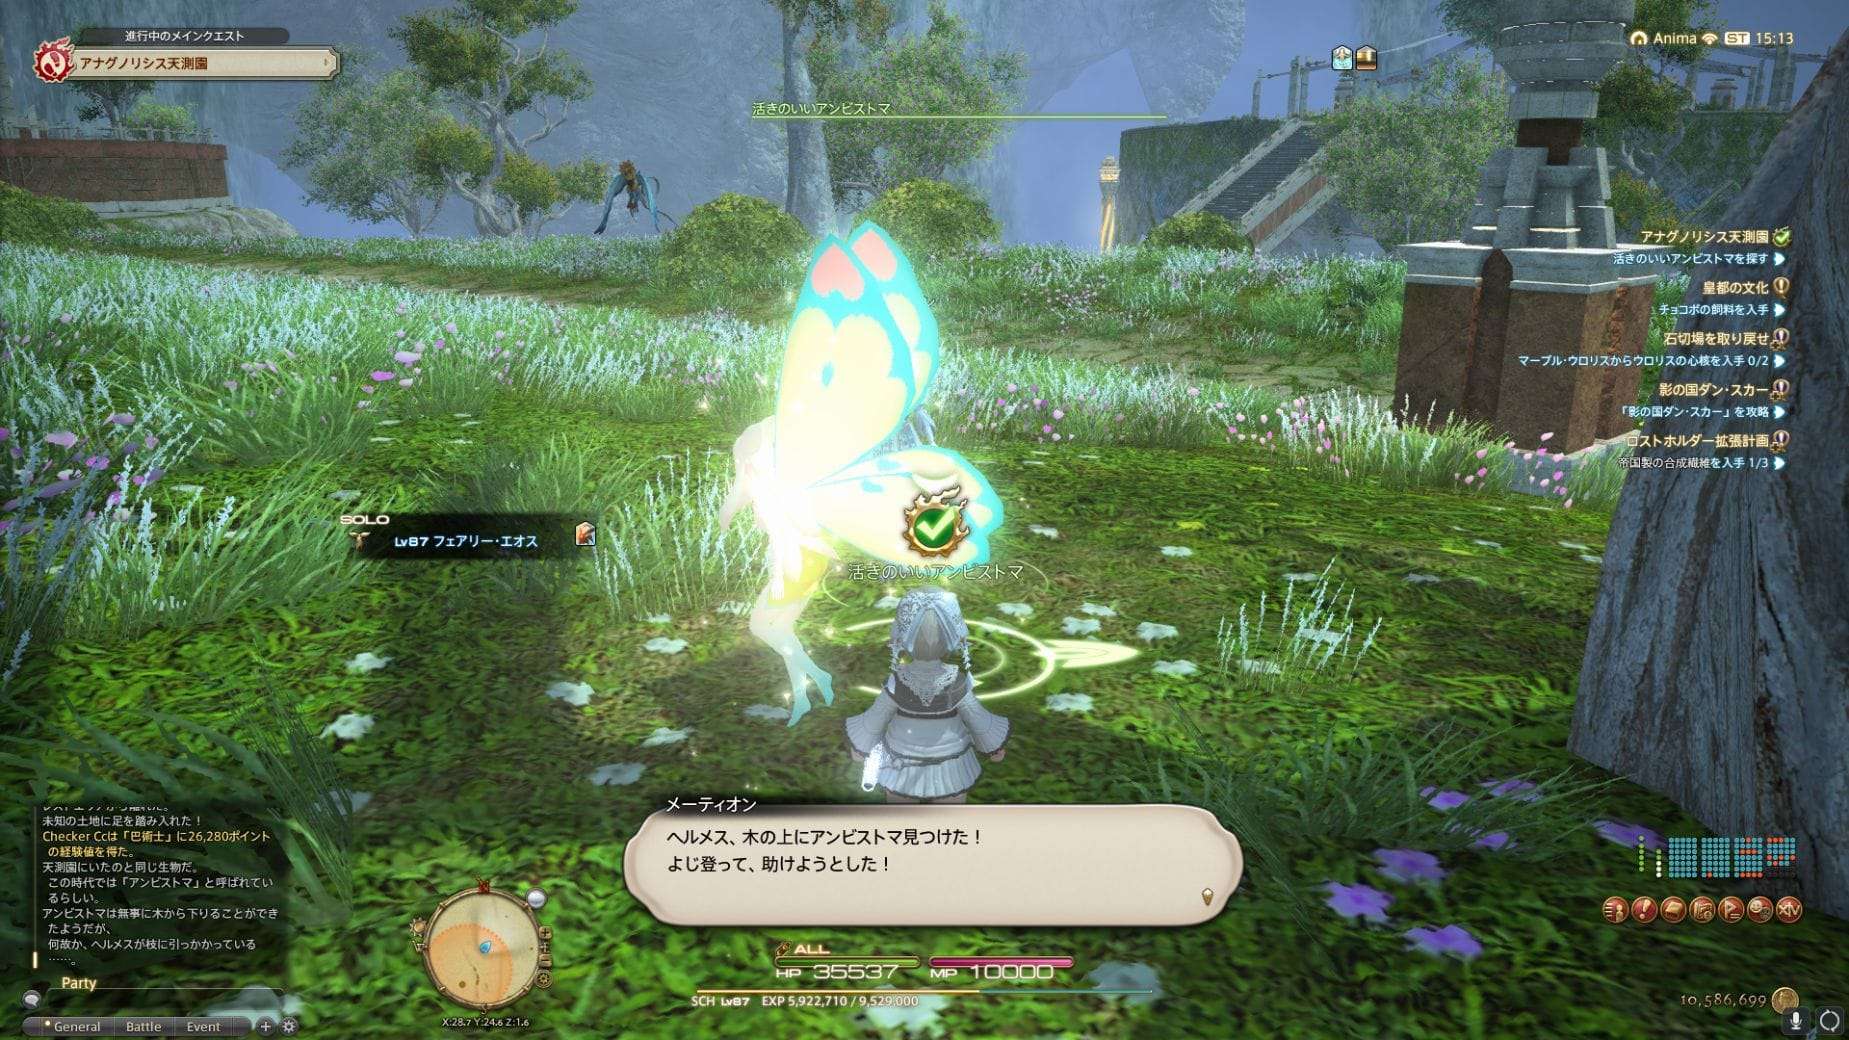 進行中のメインクエスト
アナグノリシス天測園
Anima ST 15:13
活きのいいアンビストマ
アナグノリシス天測園
活きのいいアンビストマを探す
皇都の文化
チョコボの飼料を入手
石切場を取り戻せ
マーブル・ウロリスからウロリスの心核を入手 0/2
影の国ダン・スカー
「影の国ダン・スカー」を攻略
ロストホルダー拡張計画
帝国製の合成繊維を入手 1/3
SOLO
Lv87 フェアリー・エオス
活きのいいアンビストマ
メーティオン
ヘルメス、木の上にアンビストマ見つけた！
よじ登って、助けようとした！
レストエリアから離れた。
未知の土地に足を踏み入れた！
Checker Ccは「巴術士」に26,280ポイント
の経験値を得た。
天測園にいたのと同じ生物だ。
この時代では「アンビストマ」と呼ばれてい
るらしい。
アンビストマは無事に木から下りることができ
たようだが、
何故か、ヘルメスが枝に引っかかっている
……。
Party
General Battle Event
X:28.7 Y:24.6 Z:1.6
ALL
HP 35537 MP 10000
SCH Lv87 EXP 5,922,710 / 9,529,000
10,586,699
XIV